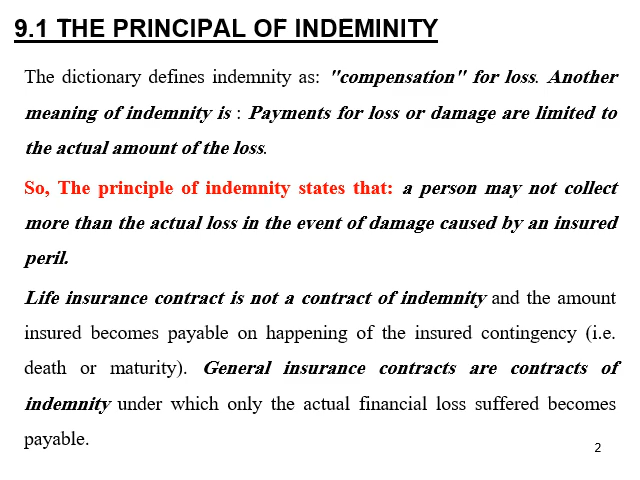 9.1 THE PRINCIPAL OF INDEMINITY
The dictionary defines indemnity as: "compensation" for loss. Another
meaning of indemnity is : Payments for loss or damage are limited to
the actual amount of the loss.
So, The principle of indemnity states that: a person may not collect
more than the actual loss in the event of damage caused by an insured
peril.
Life insurance contract is not a contract of indemnity and the amount
insured becomes payable on happening of the insured contingency (i.e.
death or maturity). General insurance contracts are contracts of
indemnity under which only the actual financial loss suffered becomes
payable.
2